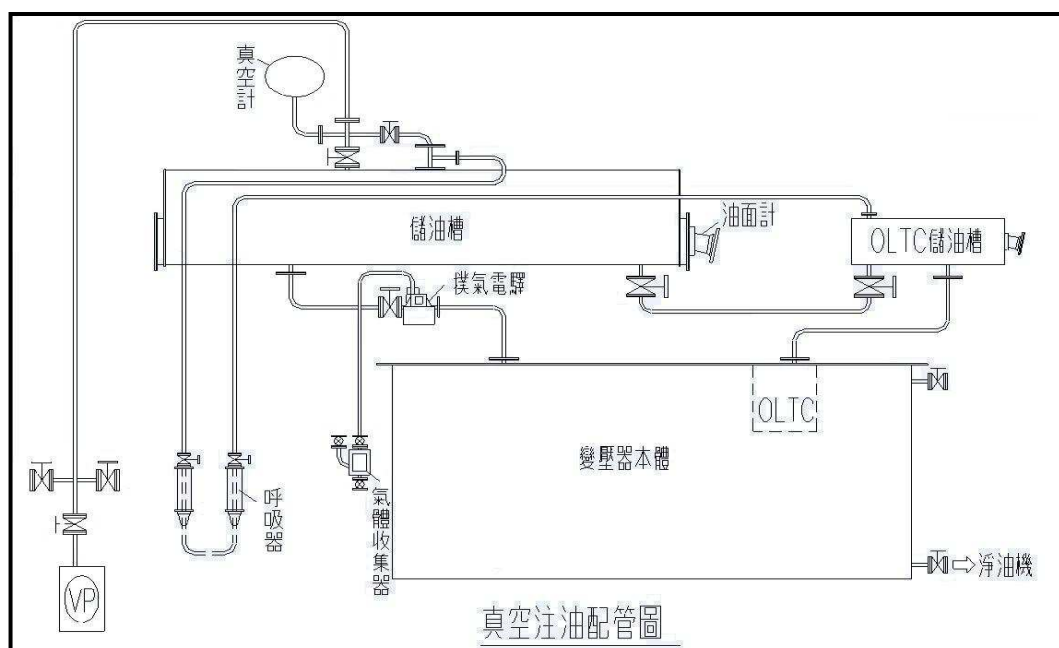 真空計
儲油槽
油面計
OLTC儲油槽
撲氣電驛
OLTC
變壓器本體
呼吸器
氣體收集器
淨油機
VP
真空注油配管圖